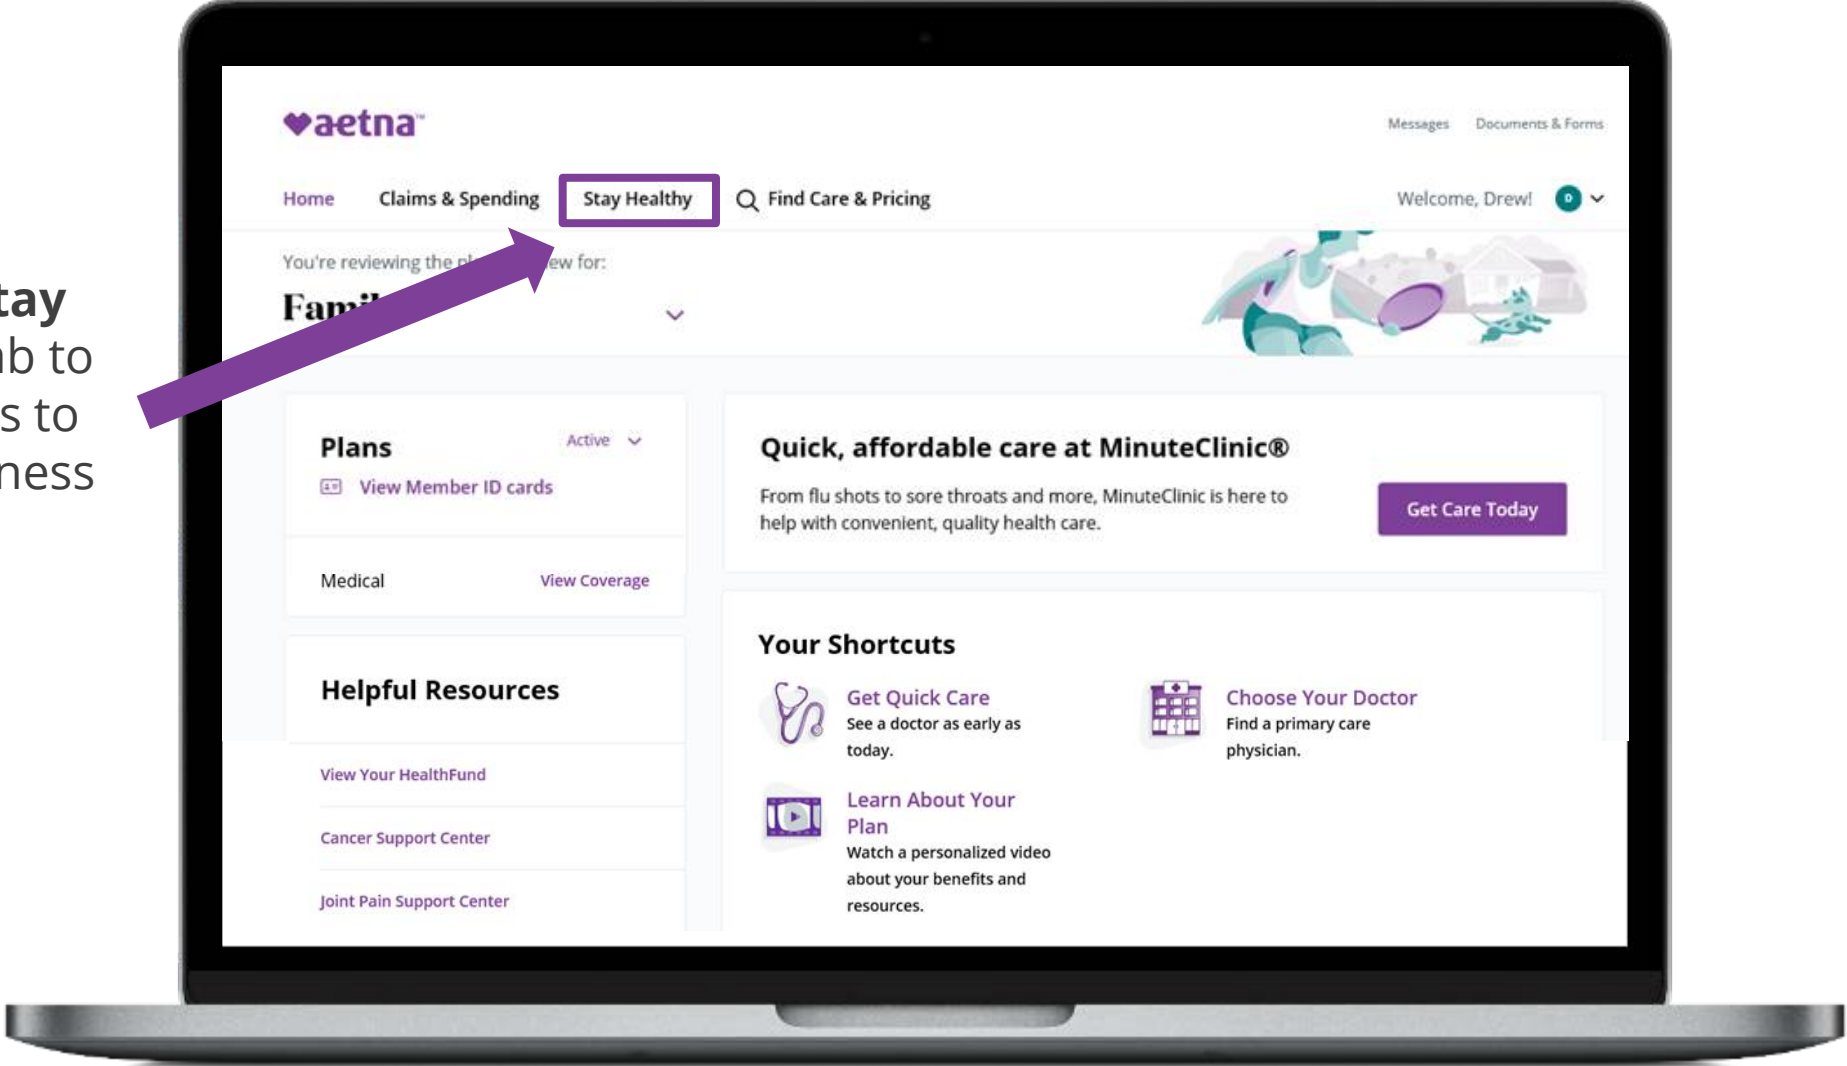 aetna™
Messages Documents & Forms
Home Claims & Spending Stay Healthy Find Care & Pricing
Welcome, Drew! D
You're reviewing the for:
to
s to
Plans Active
View Member ID cards
Medical View Coverage
Helpful Resources
View Your HealthFund
Cancer Support Center
Joint Pain Support Center
Quick, affordable care at MinuteClinic®
From flu shots to sore throats and more, MinuteClinic is here to
help with convenient, quality health care.
Get Care Today
Your Shortcuts
Get Quick Care
See a doctor as early as
today.
Choose Your Doctor
Find a primary care
physician.
Learn About Your
Plan
Watch a personalized video
about your benefits and
resources.